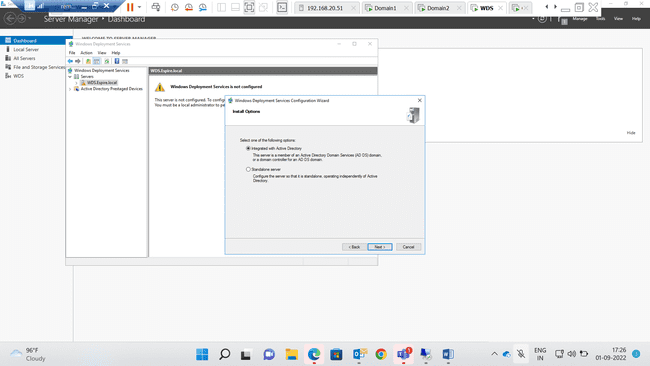 rem...
192.168.20.51
Domain1
Domain2
WDS
Server Manager • Dashboard
Manage
Tools
View
Help
Dashboard
Local Server
All Servers
File and Storage Services
WDS
WELCOME TO SERVER MANAGER
Hide
Windows Deployment Services
File Action View Help
Windows Deployment Services
Servers
WDS.Expire.local
Active Directory Prestaged Devices
WDS.Expire.local
Windows Deployment Services is not configured
This server is not configured. To config
You must be a local administrator to pe
Windows Deployment Services Configuration Wizard
Install Options
Select one of the following options:
Integrated with Active Directory
This server is a member of an Active Directory Domain Services (AD DS) domain,
or a domain controller for an AD DS domain.
Standalone server
Configure the server so that it is standalone, operating independently of Active
Directory
< Back
Next >
Cancel
96°F
Cloudy
ENG
IN
17:26
01-09-2022